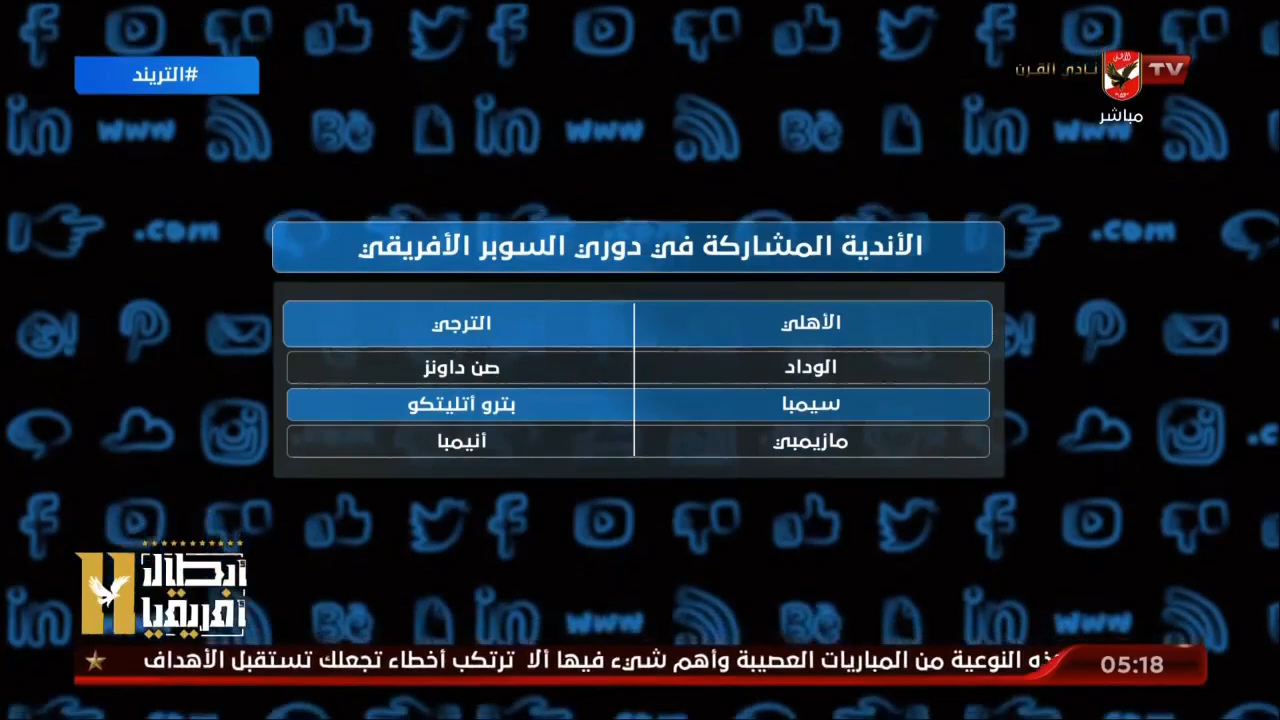 #التريند
نادي القرن
TV
مباشر
الأندية المشاركة في دوري السوبر الأفريقي
الأهلي الترجي
الوداد صن داونز
سيمبا بترو أتليتكو
مازيمبي أنيمبا
أبطال
أفريقيا
11
05:18
النوعية من المباريات العصيبة وأهم شيء فيها ألا ترتكب أخطاء تجعلك تستقبل الأهداف